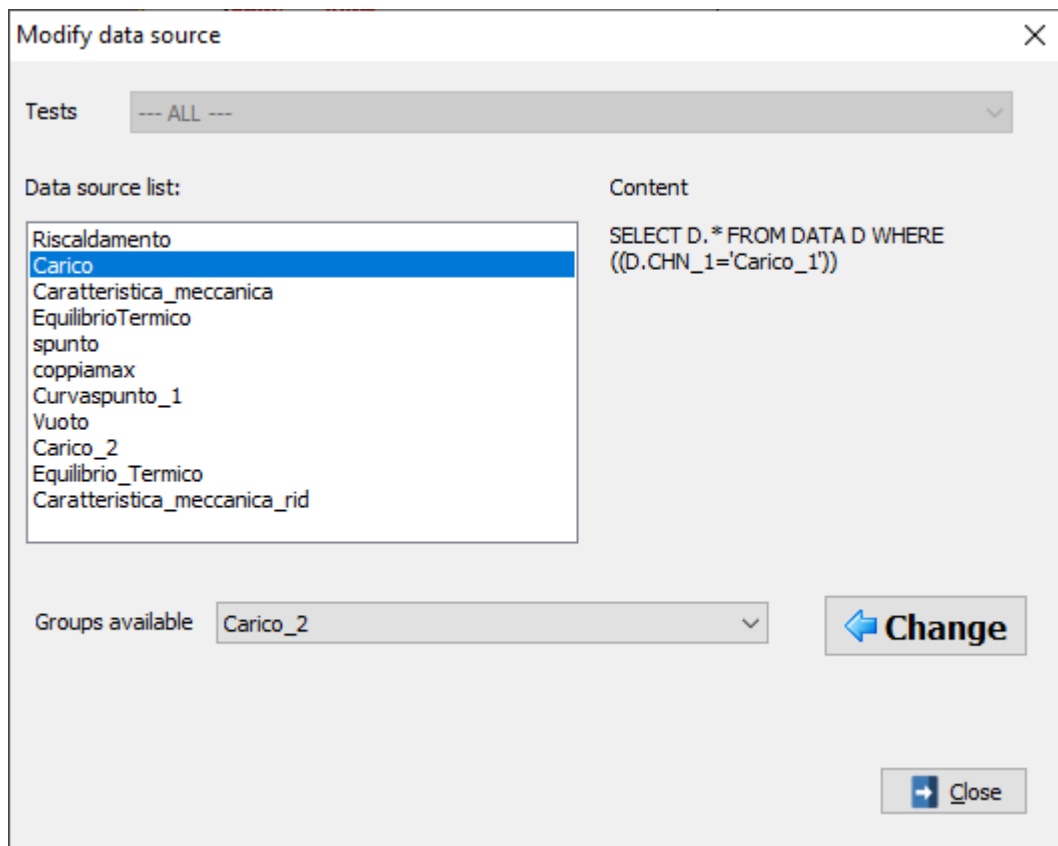 Modify data source
Tests
--- ALL ---
Data source list:
Riscaldamento
Carico
Caratteristica_meccanica
EquilibrioTermico
spunto
coppiamax
Curvaspunto_1
Vuoto
Carico_2
Equilibrio_Termico
Caratteristica_meccanica_rid
Content
SELECT D.* FROM DATA D WHERE
((D.CHN_1='Carico_1'))
Groups available
Carico_2
Change
Close